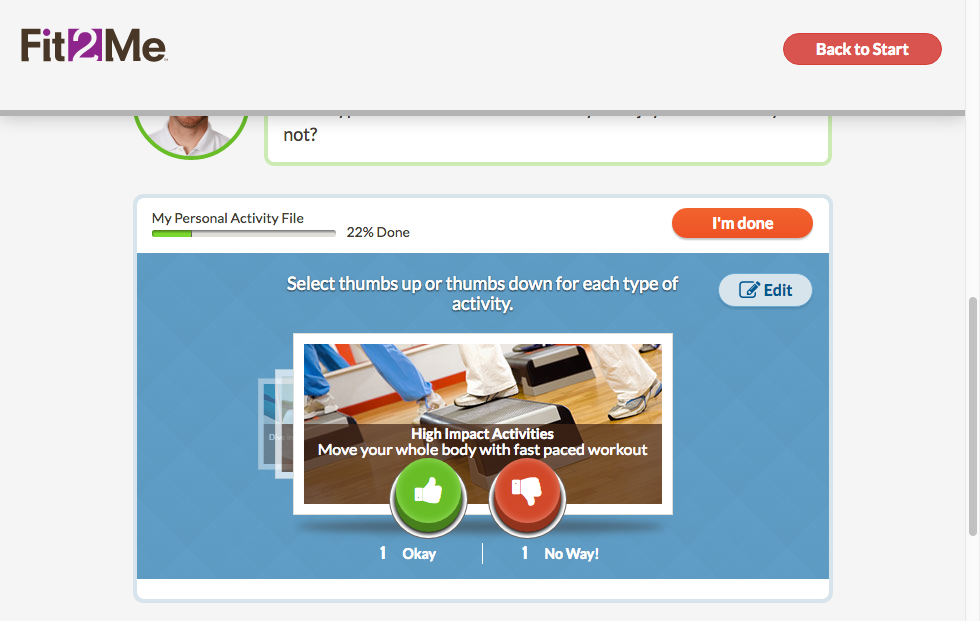 Fit2Me
Back to Start
not?
My Personal Activity File
22% Done
I'm done
Select thumbs up or thumbs down for each type of
activity.
Edit
High Impact Activities
Move your whole body with fast paced workout
1 Okay
1 No Way!